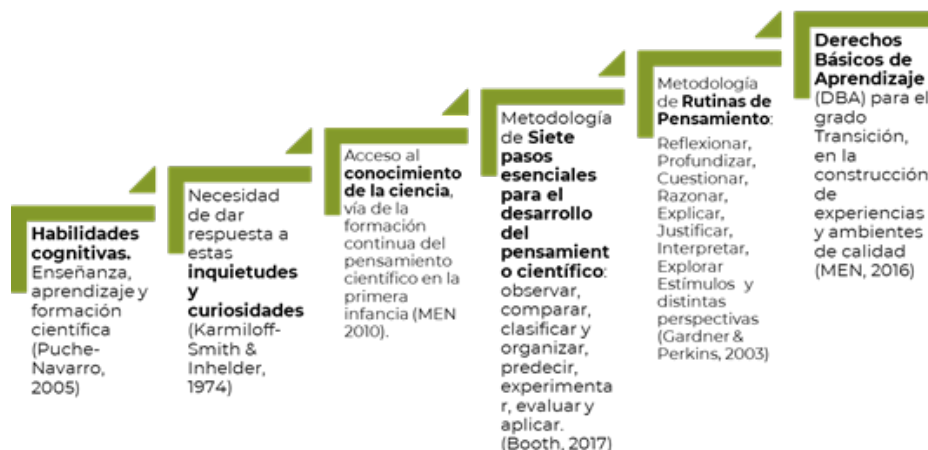 Habilidades
cognitivas.
Enseñanza,
aprendizaje y
formación
científica
(Puche-
Navarro,
2005)
Necesidad
de dar
respuesta a
estas
inquietudes
y
curiosidades
(Karmiloff-
Smith &
Inhelder,
1974)
Acceso al
conocimiento
de la ciencia,
vía de la
formación
continua del
pensamiento
científico en la
primera
infancia (MEN
2010).
Metodología
de Siete
pasos
esenciales
para el
desarrollo
del
pensamient
o científico:
observar,
comparar,
clasificar y
organizar,
predecir,
experimenta
r, evaluar y
aplicar.
(Booth, 2017)
Metodología
de Rutinas de
Pensamiento:
Reflexionar,
Profundizar,
Cuestionar,
Razonar,
Explicar,
Justificar,
Interpretar,
Explorar
Estímulos y
distintas
perspectivas
(Gardner &
Perkins, 2003)
Derechos
Básicos de
Aprendizaje
(DBA) para el
grado
Transición,
en la
construcción
de
experiencias
y ambientes
de calidad
(MEN, 2016)